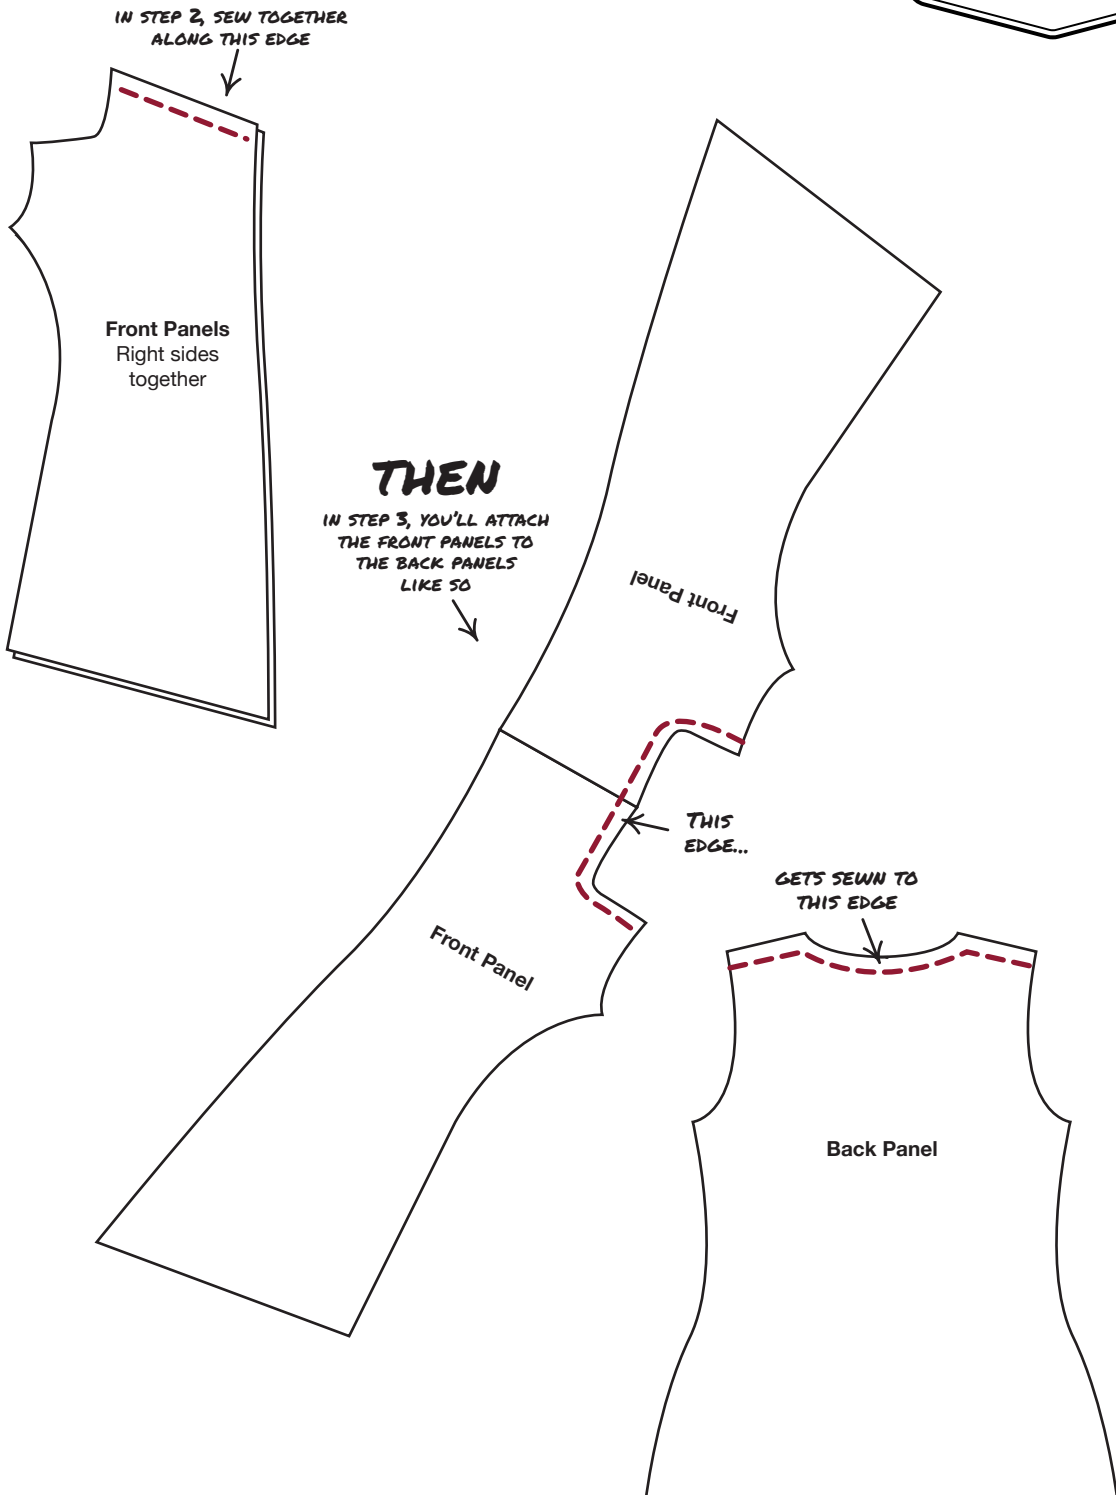 IN STEP 2, SEW TOGETHER
ALONG THIS EDGE
Front Panels
Right sides
together
THEN
IN STEP 3, YOU'LL ATTACH
THE FRONT PANELS TO
THE BACK PANELS
LIKE SO
Front Panel
THIS
EDGE...
GETS SEWN TO
THIS EDGE
Front Panel
Back Panel